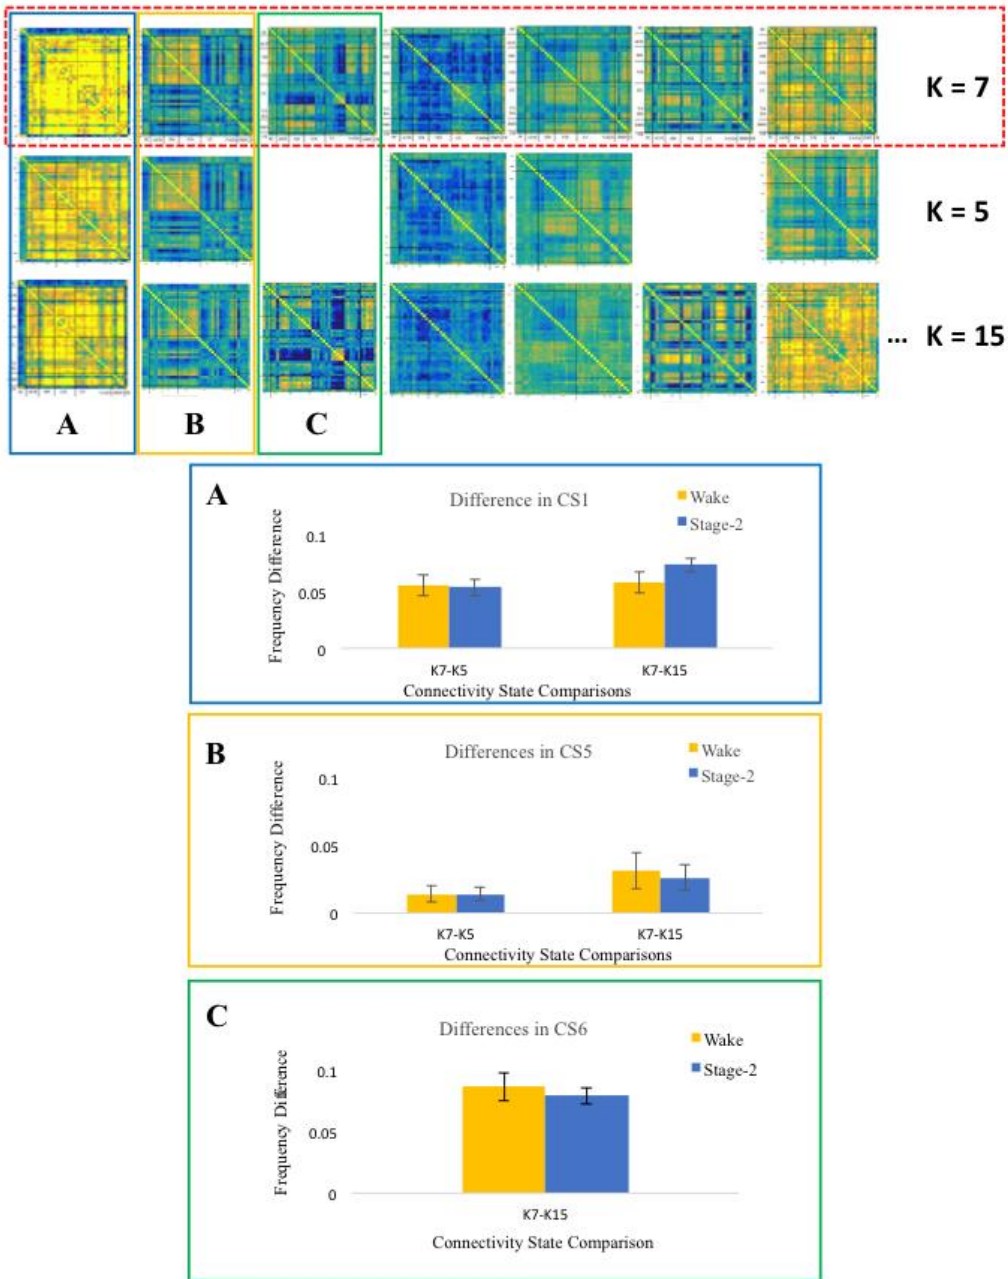 K = 7
K = 5
... K = 15
A B C
A
Difference in CS1
Wake
Stage-2
Frequency Difference
0.1
0.05
0
K7-K5 K7-K15
Connectivity State Comparisons
B
Differences in CS5
Wake
Stage-2
Frequency Difference
0.1
0.05
0
K7-K5 K7-K15
Connectivity State Comparisons
C
Differences in CS6
Wake
Stage-2
Frequency Difference
0.1
0.05
0
K7-K15
Connectivity State Comparison